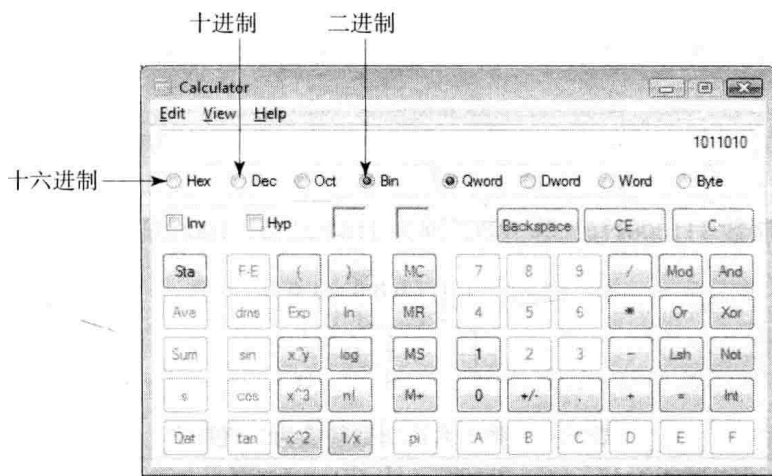 十进制 二进制
Calculator
Edit View Help
1011010
十六进制 Hex Dec Oct Bin Qword Dword Word Byte
Inv Hyp Backspace CE C
Sta F-E ( ) MC 7 8 9 / Mod And
Ave dms Exp ln MR 4 5 6 * Or Xor
Sum sin x^y log MS 1 2 3 - Lsh Not
s cos x^3 n! M+ 0 +/- . + = Int
Dat tan x^2 1/x pi A B C D E F